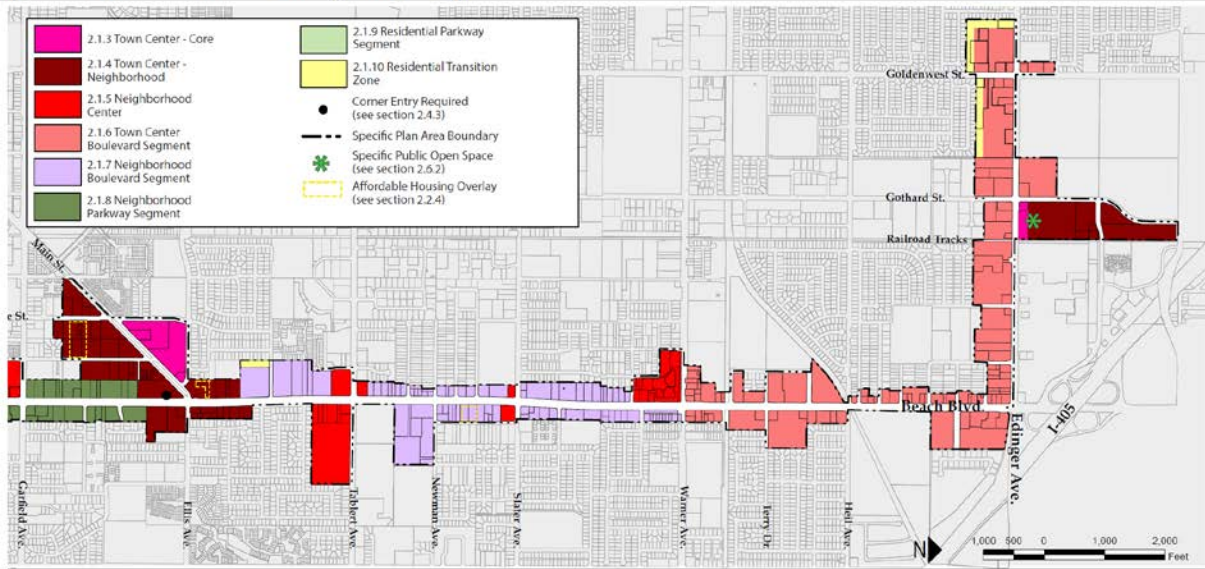 2.1.3 Town Center - Core
2.1.4 Town Center -
Neighborhood
2.1.5 Neighborhood
Center
2.1.6 Town Center
Boulevard Segment
2.1.7 Neighborhood
Boulevard Segment
2.1.8 Neighborhood
Parkway Segment
2.1.9 Residential Parkway
Segment
2.1.10 Residential Transition
Zone
Corner Entry Required
(see section 2.4.3)
Specific Plan Area Boundary
Specific Public Open Space
(see section 2.6.2)
Affordable Housing Overlay
(see section 2.2.4)
Goldenwest St.
Gothard St.
Railroad Tracks
Main St.
e St.
Beach Blvd
Edinger Ave.
I-405
Garfield Ave.
Ellis Ave.
Talbert Ave.
Newman Ave.
Slater Ave.
Warner Ave.
Terry Dr.
Heil Ave.
N
1,000 500 0 1,000 2,000
Feet